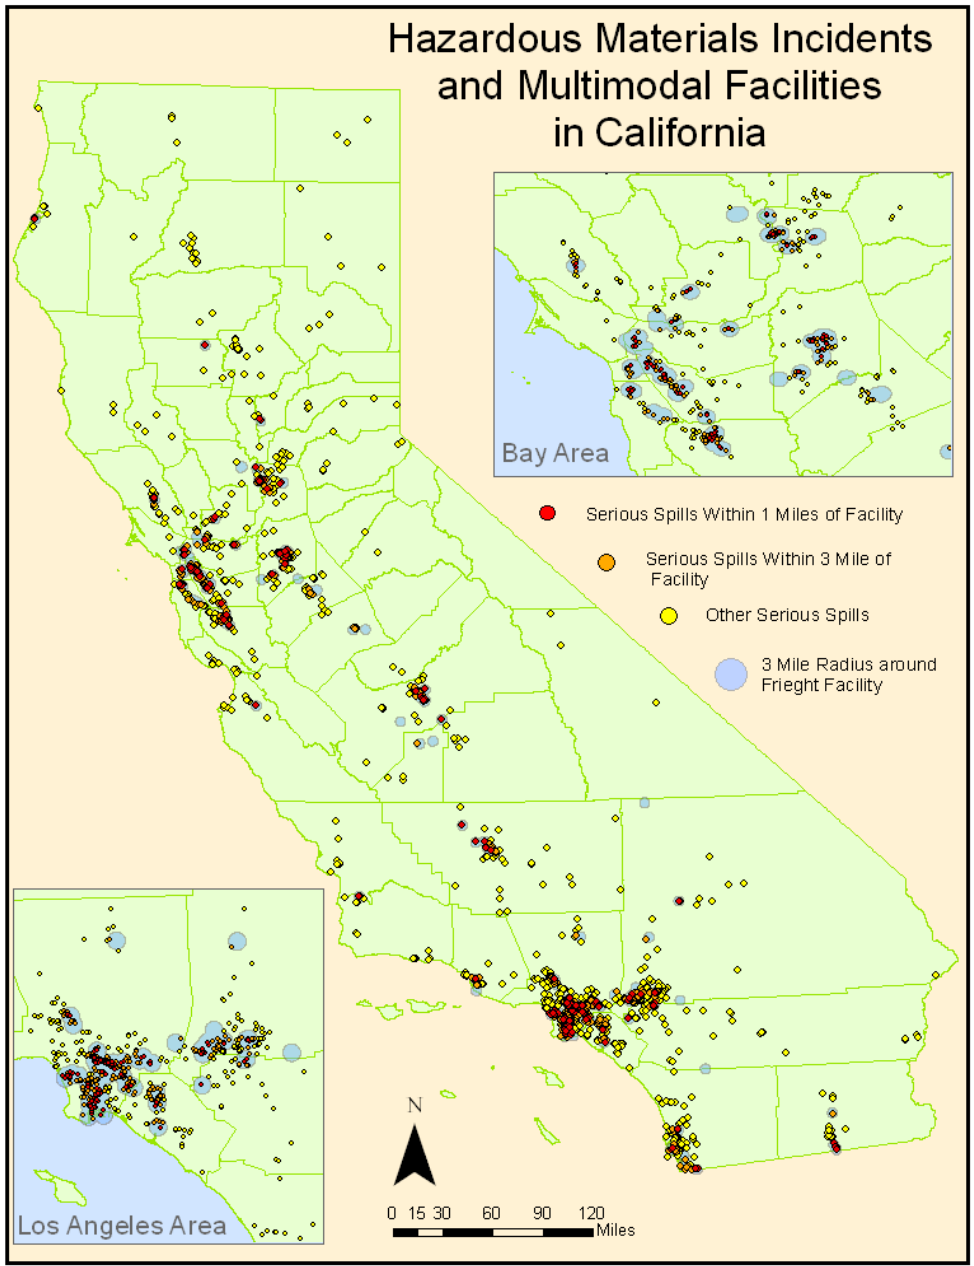 Hazardous Materials Incidents
and Multimodal Facilities
in California
Bay Area
Serious Spills Within 1 Miles of Facility
Serious Spills Within 3 Mile of
Facility
Other Serious Spills
3 Mile Radius around
Frieght Facility
Los Angeles Area
N
0 15 30 60 90 120
Miles